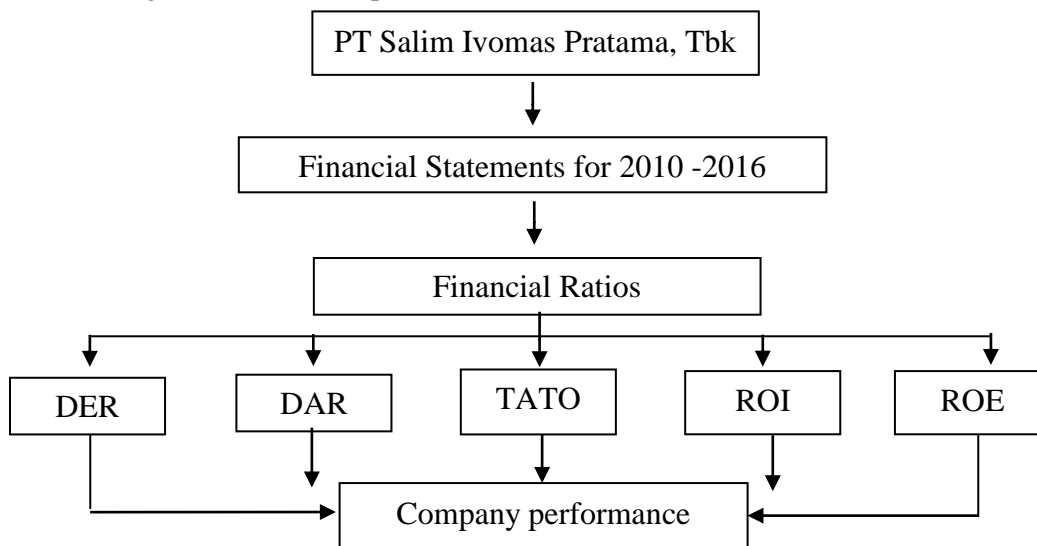 PT Salim Ivomas Pratama, Tbk
Financial Statements for 2010 -2016
Financial Ratios
DER
DAR
TATO
ROI
ROE
Company performance